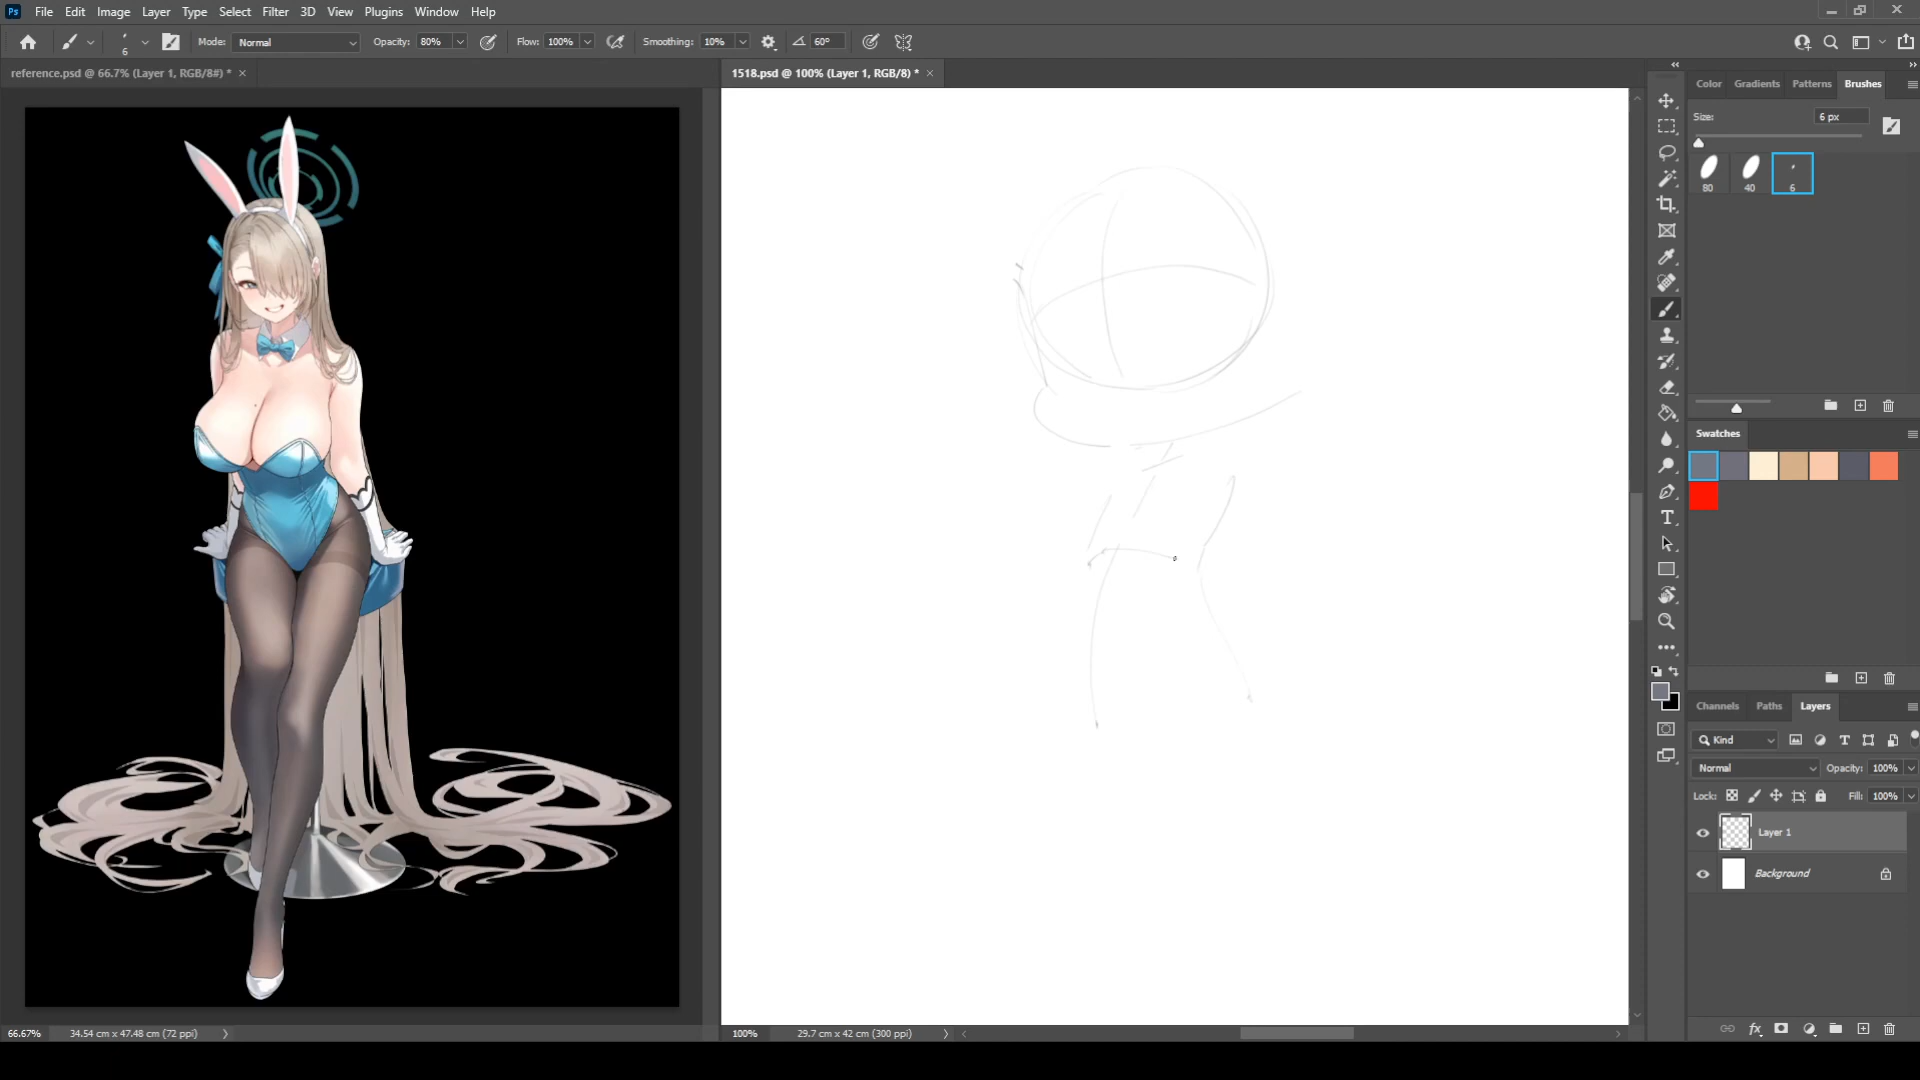 Ps File Edit Image Layer Type Select Filter 3D View Plugins Window Help
6 Mode: Normal Opacity: 80% Flow: 100% Smoothing: 10% 60°
reference.psd @ 66.7% (Layer 1, RGB/8#) * ×
1518.psd @ 100% (Layer 1, RGB/8) * ×
Color Gradients Patterns Brushes
Size: 6 px
80 40 6
Swatches
Channels Paths Layers
Kind
Normal Opacity: 100%
Lock: Fill: 100%
Layer 1
Background
66.67% 34.54 cm x 47.48 cm (72 ppi)
100% 29.7 cm x 42 cm (300 ppi)